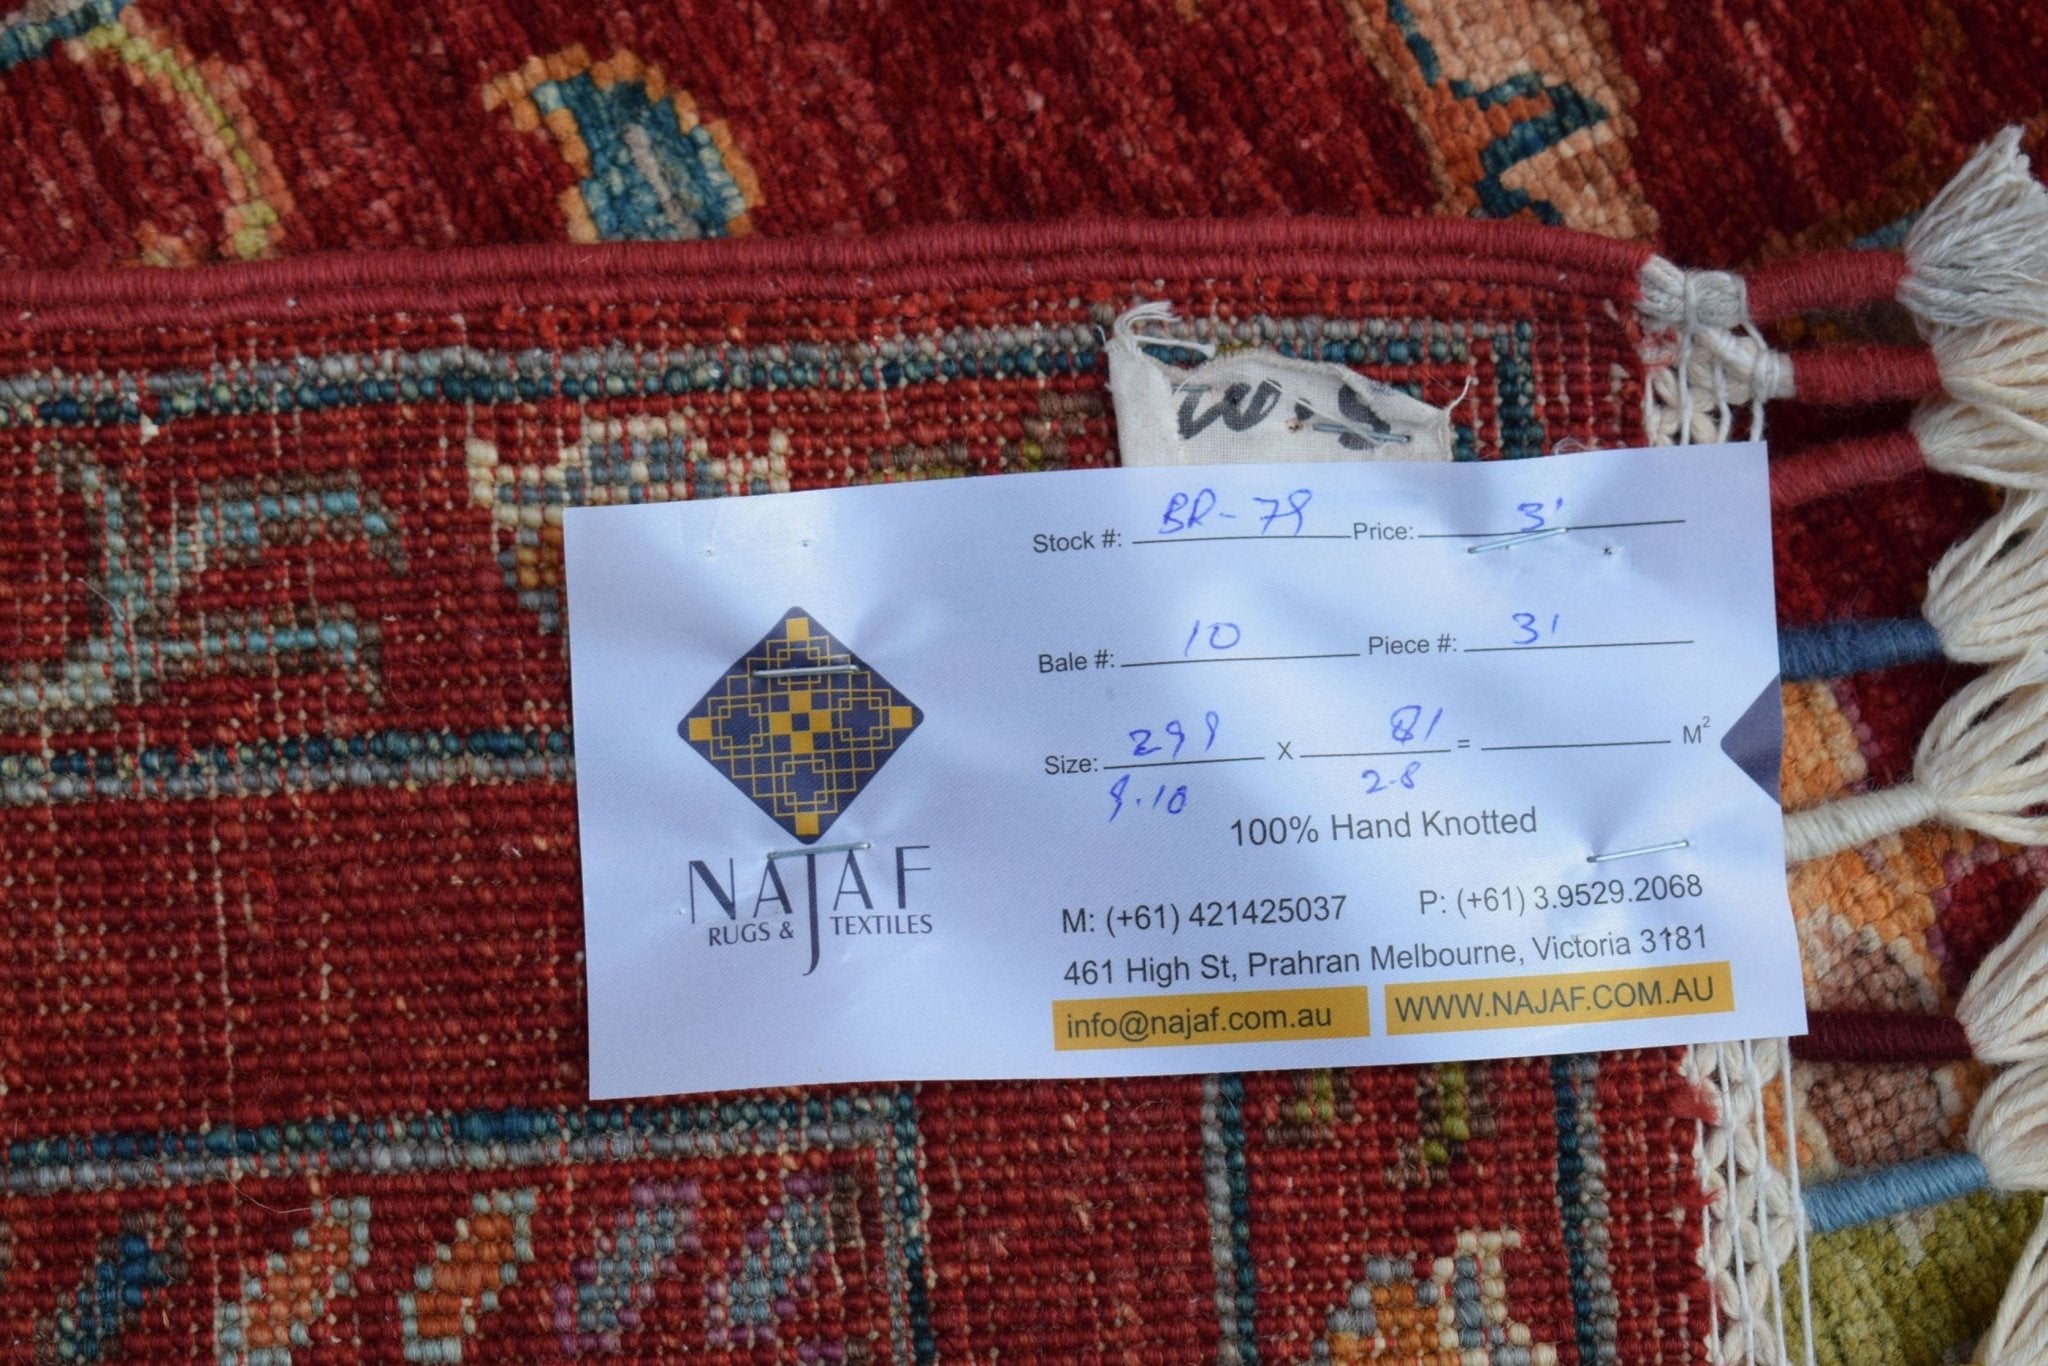 Stock #: BR-79 Price: 3'
Bale #: 10 Piece #: 3'
Size: 299 X 81 = M²
9.10 2.8
100% Hand Knotted
NAJAF
RUGS & TEXTILES
M: (+61) 421425037 P: (+61) 3.9529.2068
461 High St, Prahran Melbourne, Victoria 3181
info@najaf.com.au WWW.NAJAF.COM.AU